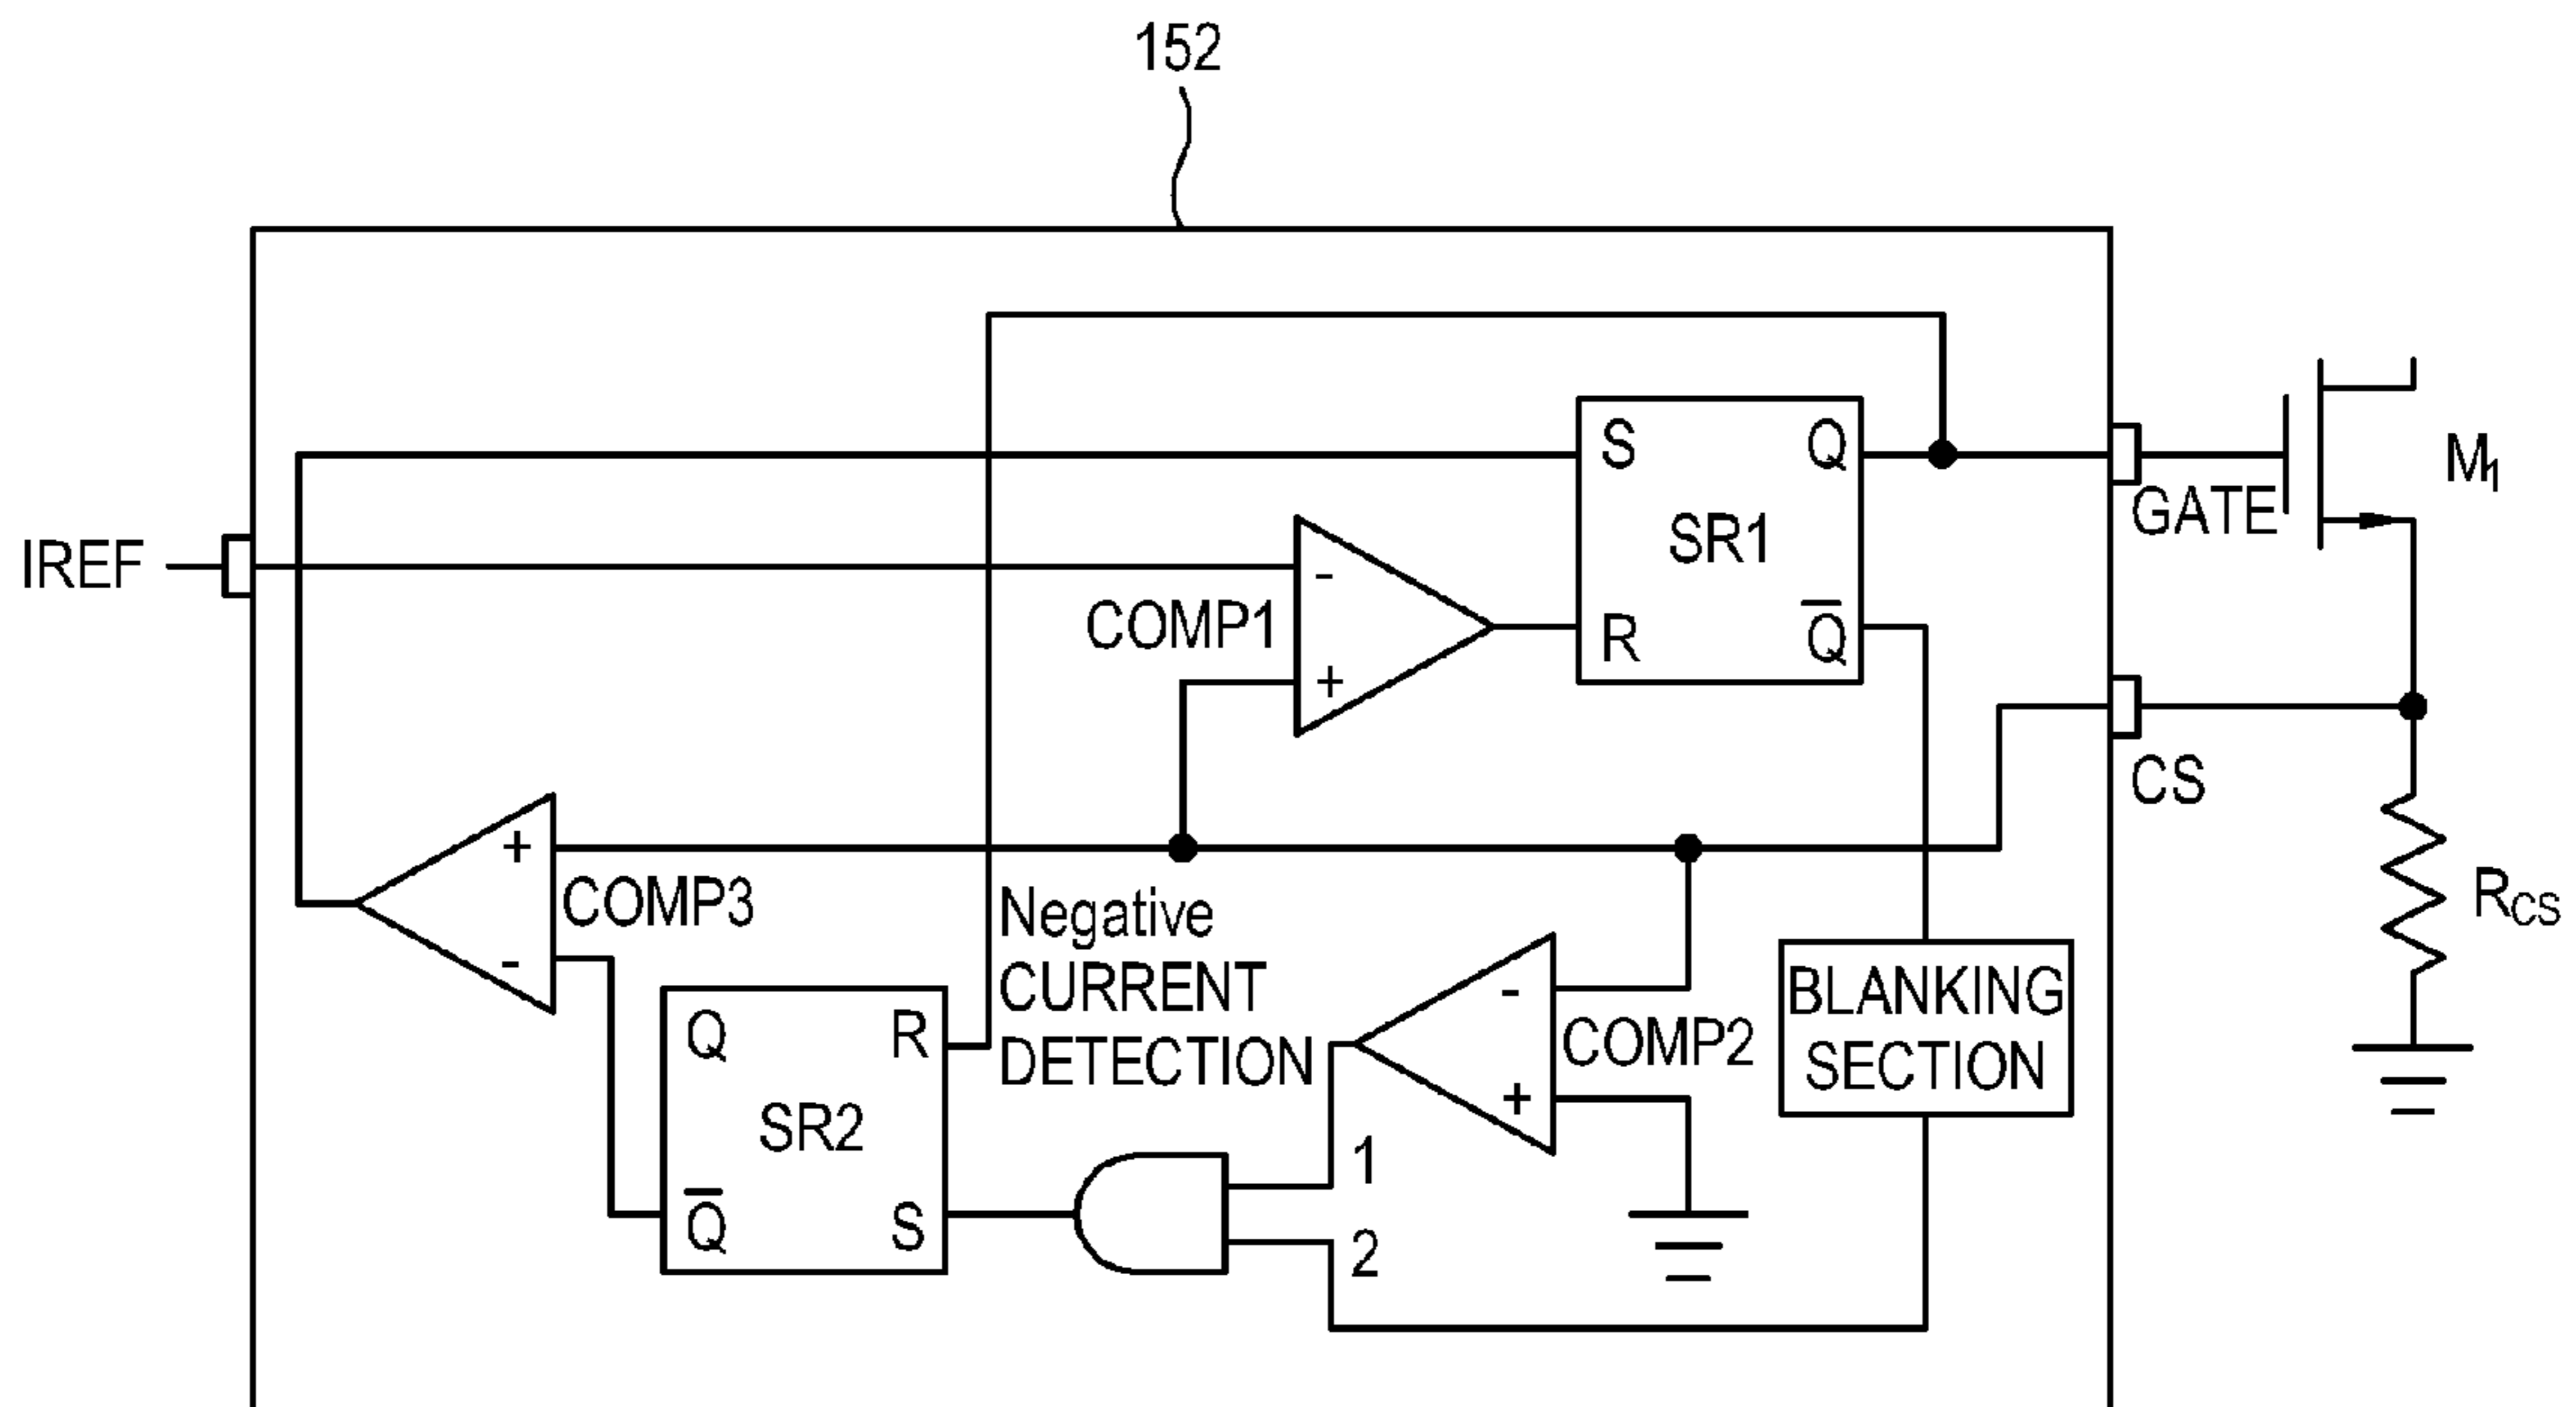 152
S
Q
M1
GATE
SR1
IREF
-
COMP1
R
Q
+
CS
+
COMP3
-
Negative
CURRENT
DETECTION
-
COMP2
+
BLANKING
SECTION
RCS
Q
R
SR2
Q
S
1
2